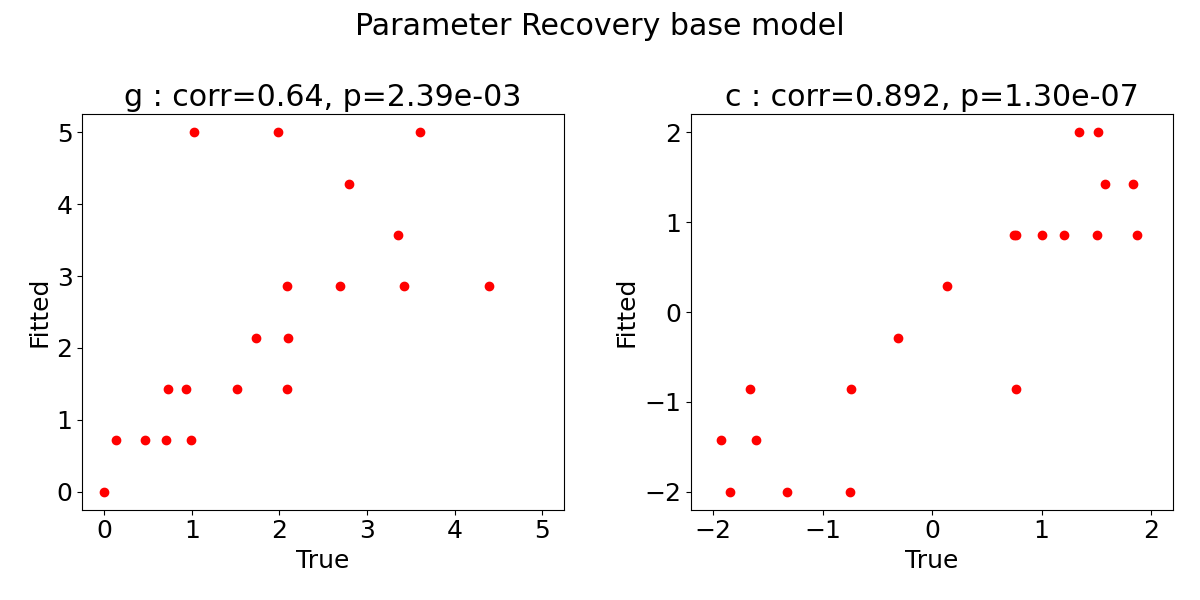 Parameter Recovery base model
g : corr=0.64, p=2.39e-03
5
4
3
2
1
0
Fitted
0 1 2 3 4 5
True
c : corr=0.892, p=1.30e-07
2
1
0
−1
−2
Fitted
−2 −1 0 1 2
True